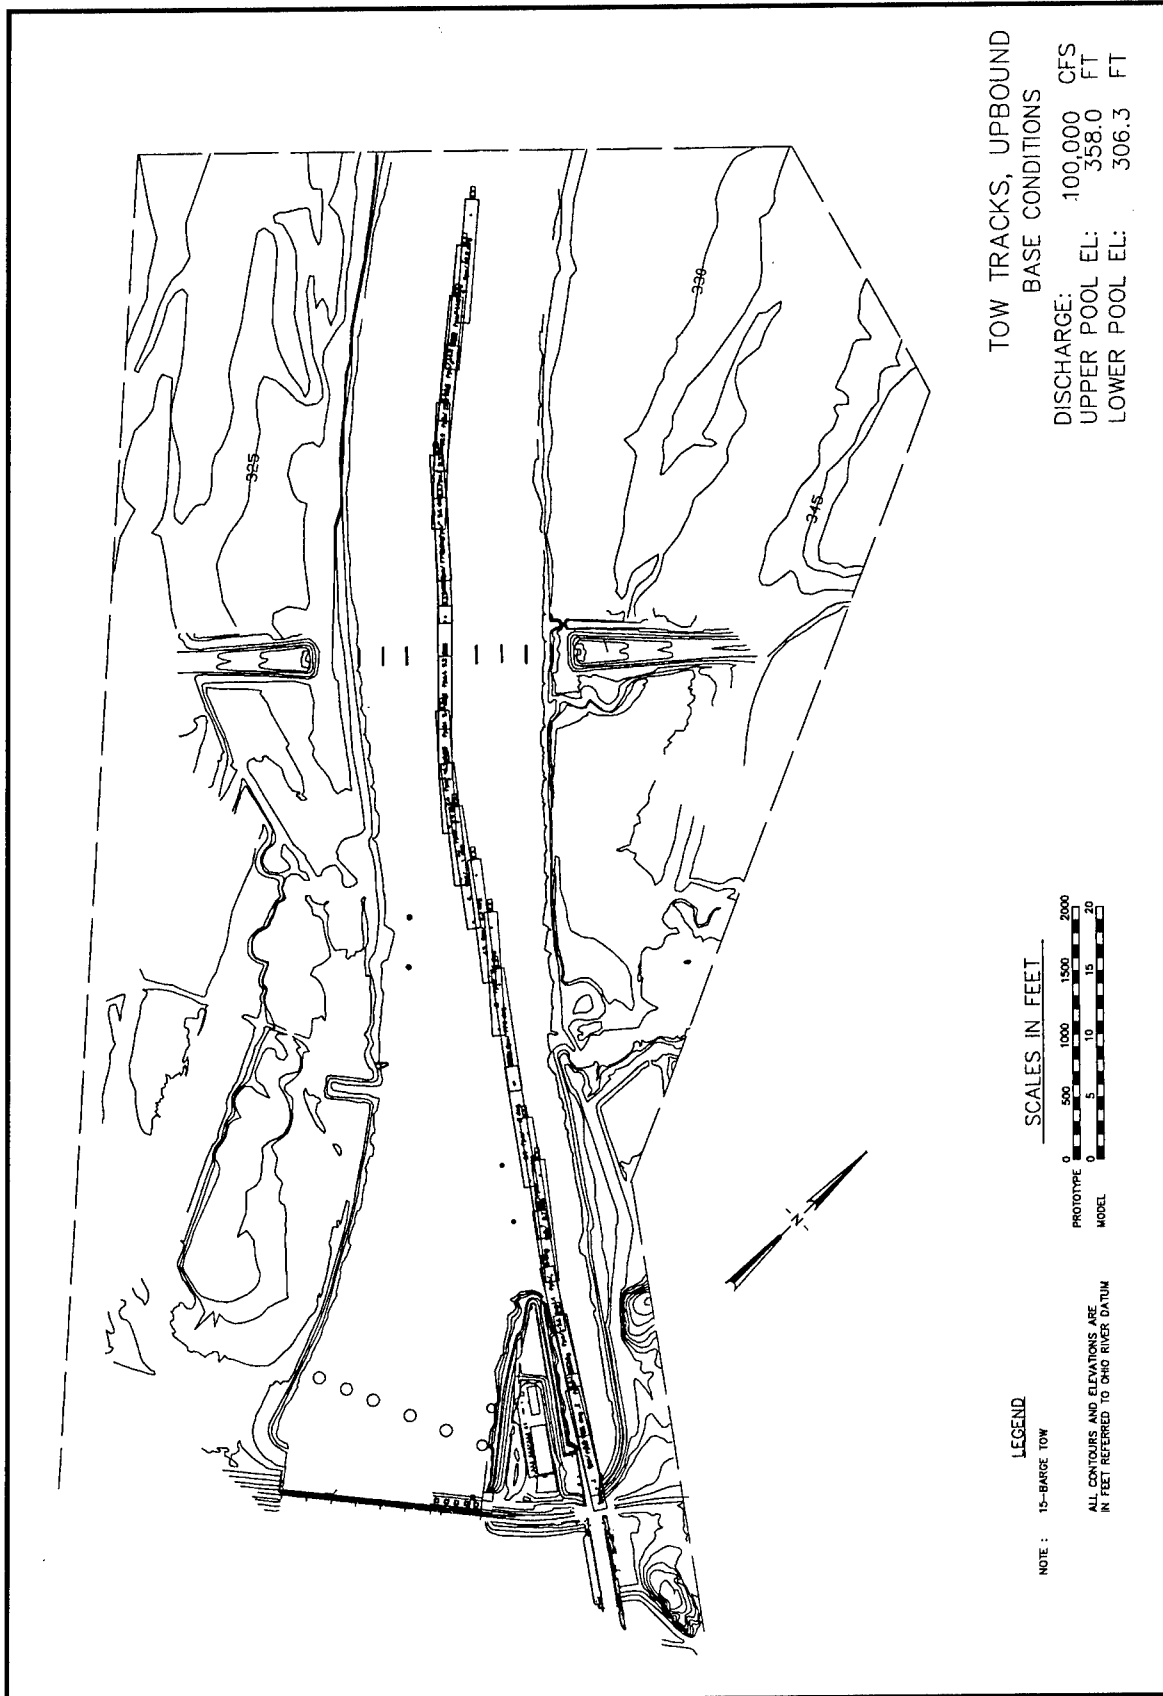 TOW TRACKS, UPBOUND
BASE CONDITIONS
DISCHARGE: 100,000 CFS
UPPER POOL EL: 358.0 FT
LOWER POOL EL: 306.3 FT
325
330
345
SCALES IN FEET
PROTOTYPE 0 500 1000 1500 2000
MODEL 0 5 10 15 20
N
LEGEND
NOTE : 15-BARGE TOW
ALL CONTOURS AND ELEVATIONS ARE
IN FEET REFERRED TO OHIO RIVER DATUM